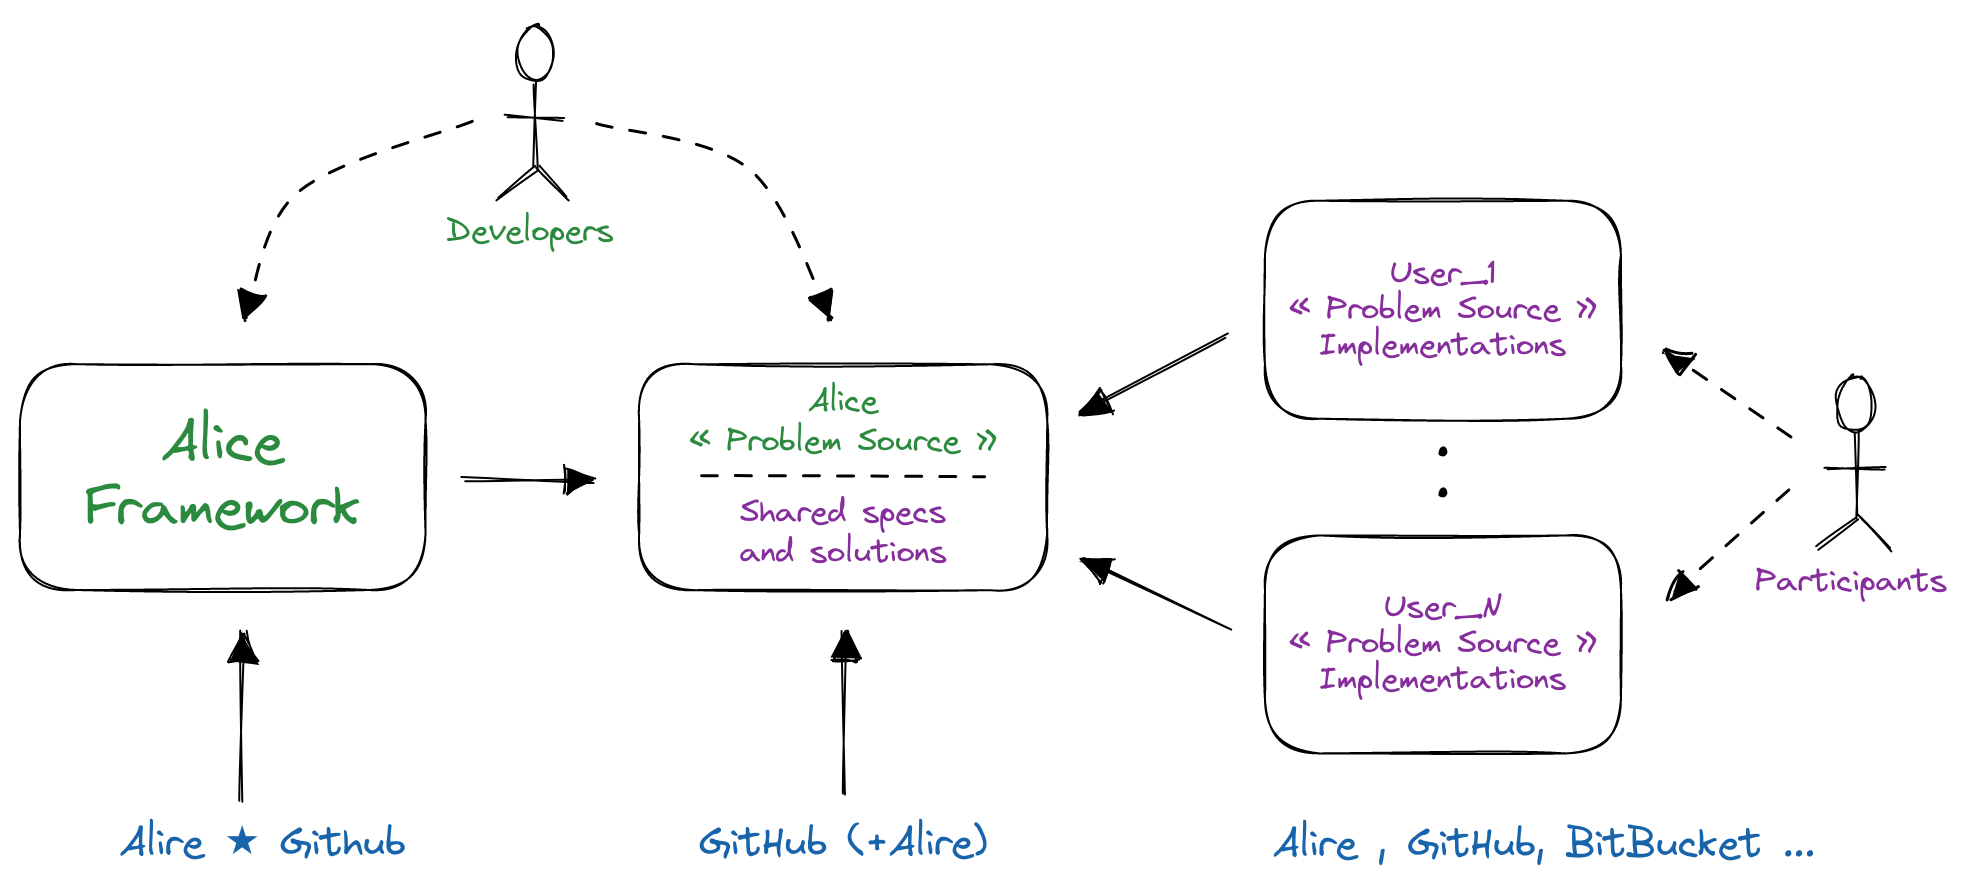 Developers
Alice
Framework
Alice
« Problem Source »
Shared specs
and solutions
User_1
« Problem Source »
Implementations
User_N
« Problem Source »
Implementations
Participants
Alire ★ Github
GitHub (+Alire)
Alire , GitHub, BitBucket ...